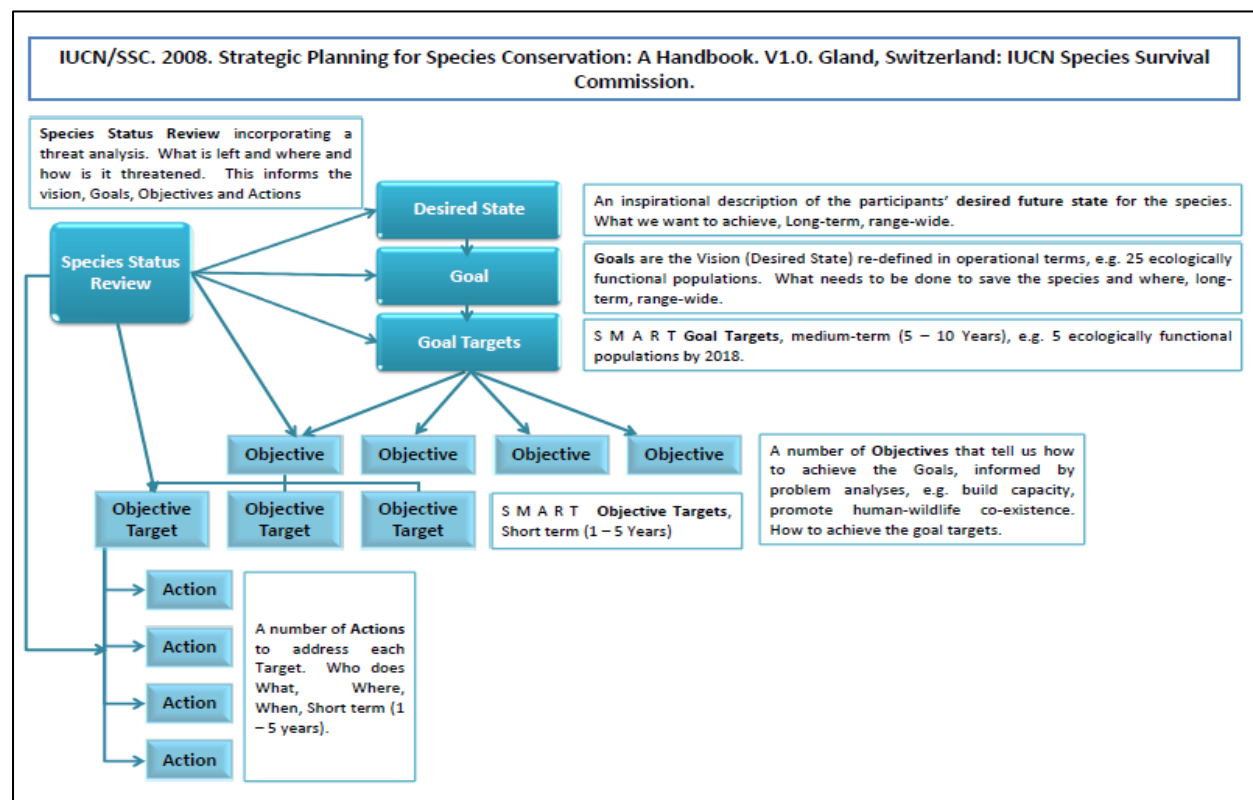 IUCN/SSC. 2008. Strategic Planning for Species Conservation: A Handbook. V1.0. Gland, Switzerland: IUCN Species Survival
Commission.
Species Status Review incorporating a
threat analysis. What is left and where and
how is it threatened. This informs the
vision, Goals, Objectives and Actions
Desired State
An inspirational description of the participants' desired future state for the species.
What we want to achieve, Long-term, range-wide.
Species Status
Review
Goal
Goals are the Vision (Desired State) re-defined in operational terms, e.g. 25 ecologically
functional populations. What needs to be done to save the species and where, long-
term, range-wide.
Goal Targets
S M A R T Goal Targets, medium-term (5 – 10 Years), e.g. 5 ecologically functional
populations by 2018.
Objective
Objective
Objective
Objective
A number of Objectives that tell us how
to achieve the Goals, informed by
problem analyses, e.g. build capacity,
promote human-wildlife co-existence.
How to achieve the goal targets.
Objective
Target
Objective
Target
Objective
Target
S M A R T Objective Targets,
Short term (1 – 5 Years)
Action
Action
Action
Action
A number of Actions
to address each
Target. Who does
What, Where,
When, Short term (1
– 5 years).